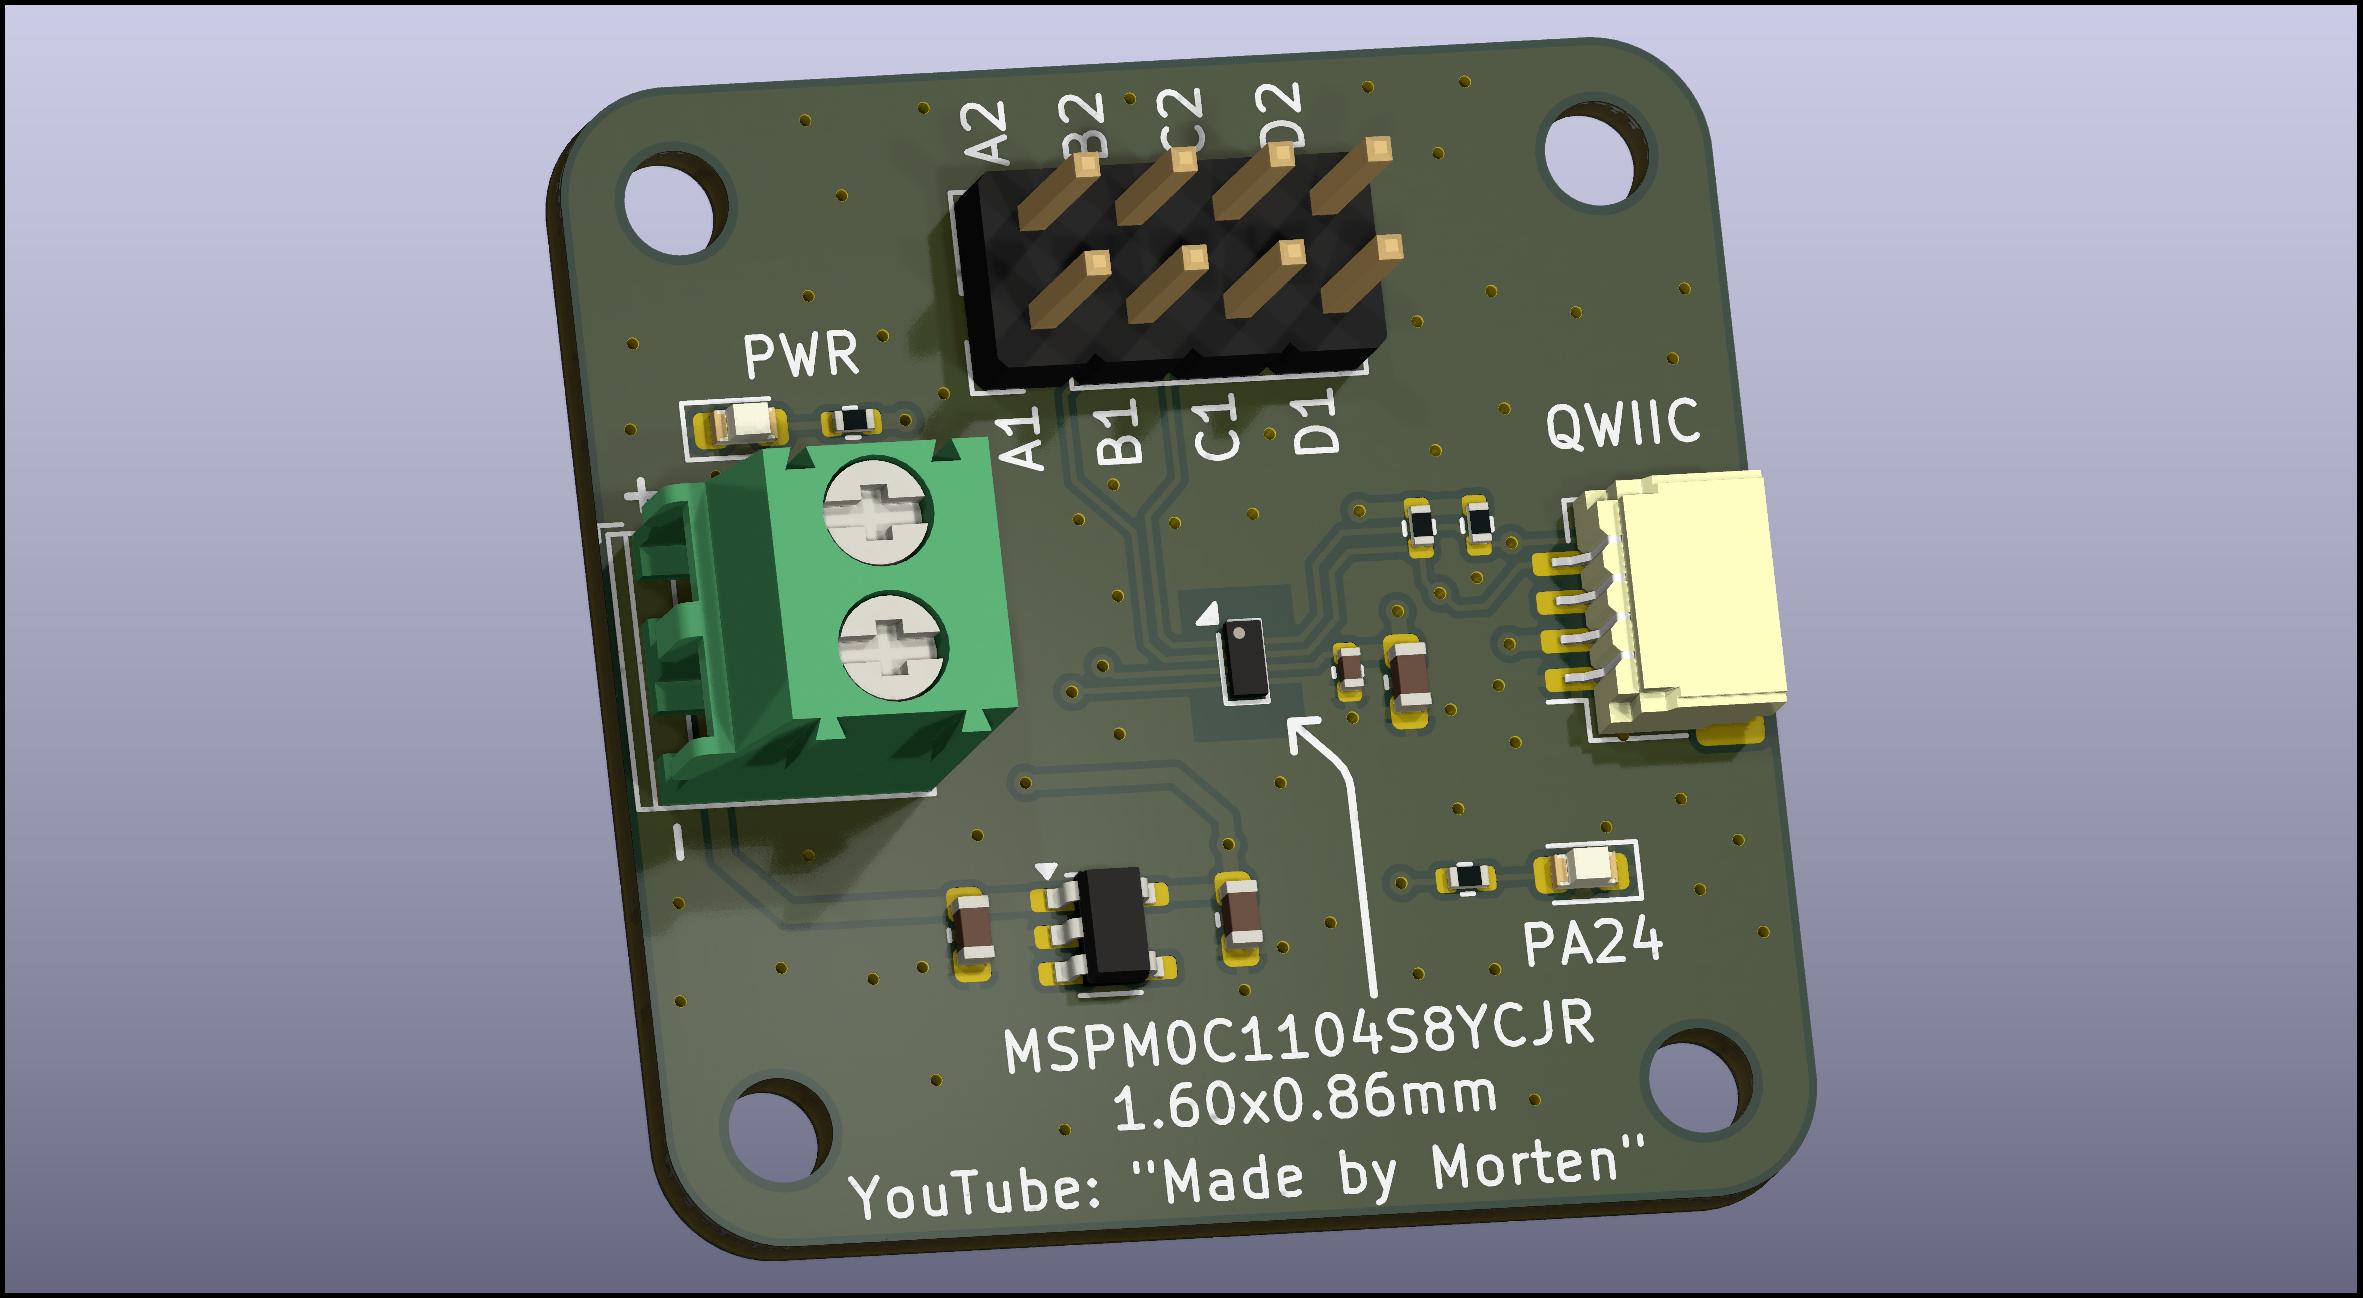 A2 B2 C2 D2
PWR
A1 B1 C1 D1
QWIIC
+
-
PA24
MSPM0C1104S8YCJR
1.60x0.86mm
YouTube: "Made by Morten"